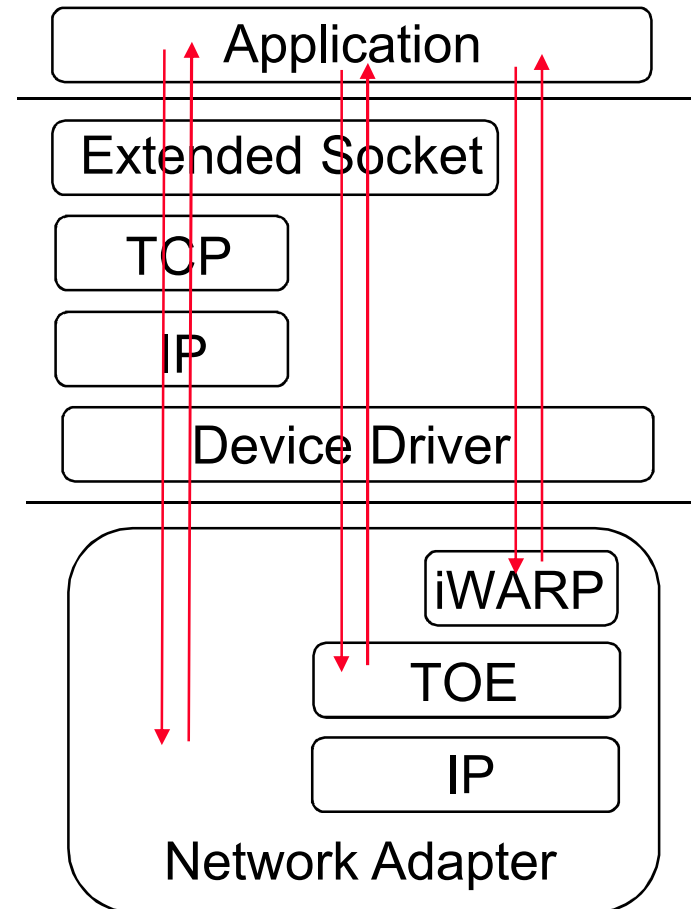 Application
Extended Socket
TCP
IP
Device Driver
iWARP
TOE
IP
Network Adapter